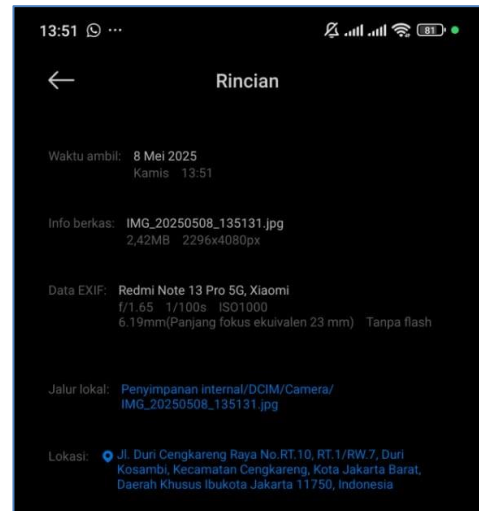 13:51 ...
81
Rincian
Waktu ambil: 8 Mei 2025
Kamis 13:51
Info berkas: IMG_20250508_135131.jpg
2,42MB 2296x4080px
Data EXIF: Redmi Note 13 Pro 5G, Xiaomi
f/1.65 1/100s ISO1000
6.19mm(Panjang fokus ekuivalen 23 mm) Tanpa flash
Jalur lokal: Penyimpanan internal/DCIM/Camera/
IMG_20250508_135131.jpg
Lokasi: Jl. Duri Cengkareng Raya No.RT.10, RT.1/RW.7, Duri
Kosambi, Kecamatan Cengkareng, Kota Jakarta Barat,
Daerah Khusus Ibukota Jakarta 11750, Indonesia